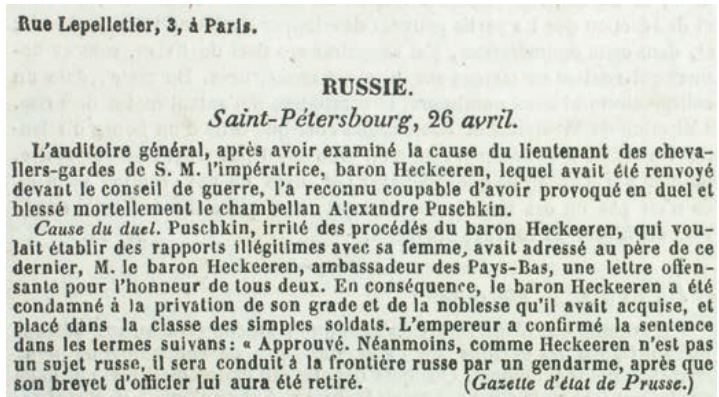 Rue Lepelletier, 3, à Paris.
RUSSIE.
Saint-Pétersbourg, 26 avril.
L'auditoire général, après avoir examiné la cause du lieutenant des cheva-
liers-gardes de S. M. l'impératrice, baron Heckeeren, lequel avait été renvoyé
devant le conseil de guerre, l'a reconnu coupable d'avoir provoqué en duel et
blessé mortellement le chambellan Alexandre Puschkin.
Cause du duel. Puschkin, irrité des procédés du baron Heckeeren, qui vou-
lait établir des rapports illégitimes avec sa femme, avait adressé au père de ce
dernier, M. le baron Heckeeren, ambassadeur des Pays-Bas, une lettre offen-
sante pour l'honneur de tous deux. En conséquence, le baron Heckeeren a été
condamné à la privation de son grade et de la noblesse qu'il avait acquise, et
placé dans la classe des simples soldats. L'empereur a confirmé la sentence
dans les termes suivans : « Approuvé. Néanmoins, comme Heckeeren n'est pas
un sujet russe, il sera conduit à la frontière russe par un gendarme, après que
son brevet d'officier lui aura été retiré. (Gazette d'état de Prusse.)